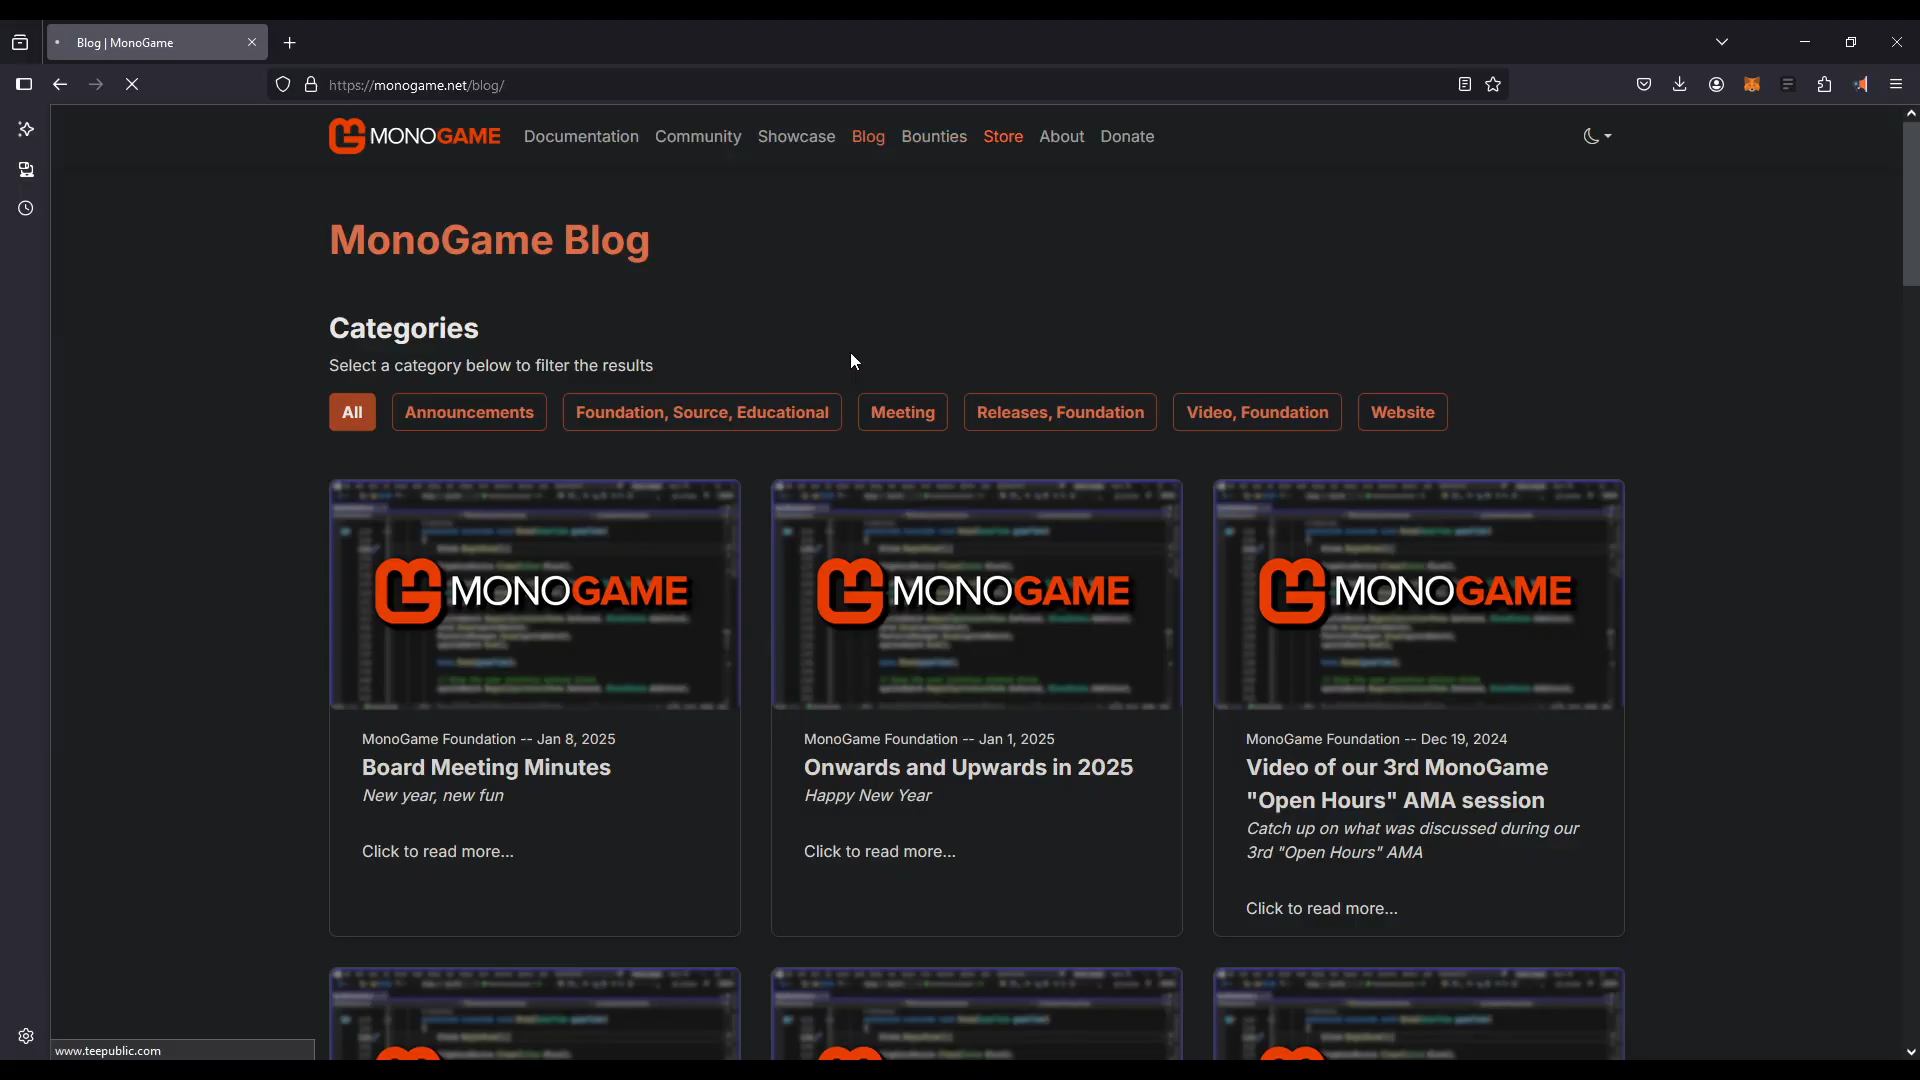 Blog | MonoGame
https://monogame.net/blog/
MONOGAME Documentation Community Showcase Blog Bounties Store About Donate
MonoGame Blog
Categories
Select a category below to filter the results
All Announcements Foundation, Source, Educational Meeting Releases, Foundation Video, Foundation Website
MONOGAME
MonoGame Foundation -- Jan 8, 2025
Board Meeting Minutes
New year, new fun
Click to read more...
MONOGAME
MonoGame Foundation -- Jan 1, 2025
Onwards and Upwards in 2025
Happy New Year
Click to read more...
MONOGAME
MonoGame Foundation -- Dec 19, 2024
Video of our 3rd MonoGame
"Open Hours" AMA session
Catch up on what was discussed during our
3rd "Open Hours" AMA
Click to read more...
www.teepublic.com